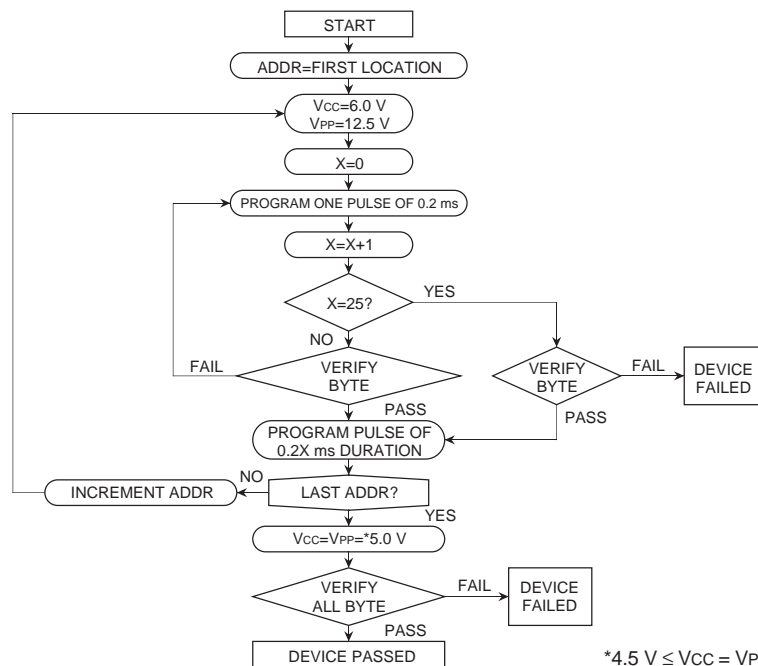 START
ADDR=FIRST LOCATION
VCC=6.0 V
VPP=12.5 V
X=0
PROGRAM ONE PULSE OF 0.2 ms
X=X+1
X=25?
YES
NO
VERIFY
BYTE
FAIL
PASS
VERIFY
BYTE
FAIL
PASS
DEVICE
FAILED
PROGRAM PULSE OF
0.2X ms DURATION
LAST ADDR?
NO
INCREMENT ADDR
YES
VCC=VPP=*5.0 V
VERIFY
ALL BYTE
FAIL
DEVICE
FAILED
PASS
DEVICE PASSED
*4.5 V ≤ VCC = VP